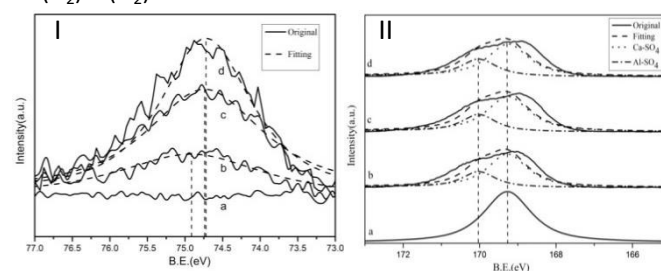 I
Original
Fitting
d
c
b
a
Intensity(a.u.)
77.0 76.5 76.0 75.5 75.0 74.5 74.0 73.5 73.0
B.E.(eV)
II
Original
Fitting
Ca-SO4
Al-SO4
d
c
b
a
Intensity(a.u.)
172 170 168 166
B.E.(eV)